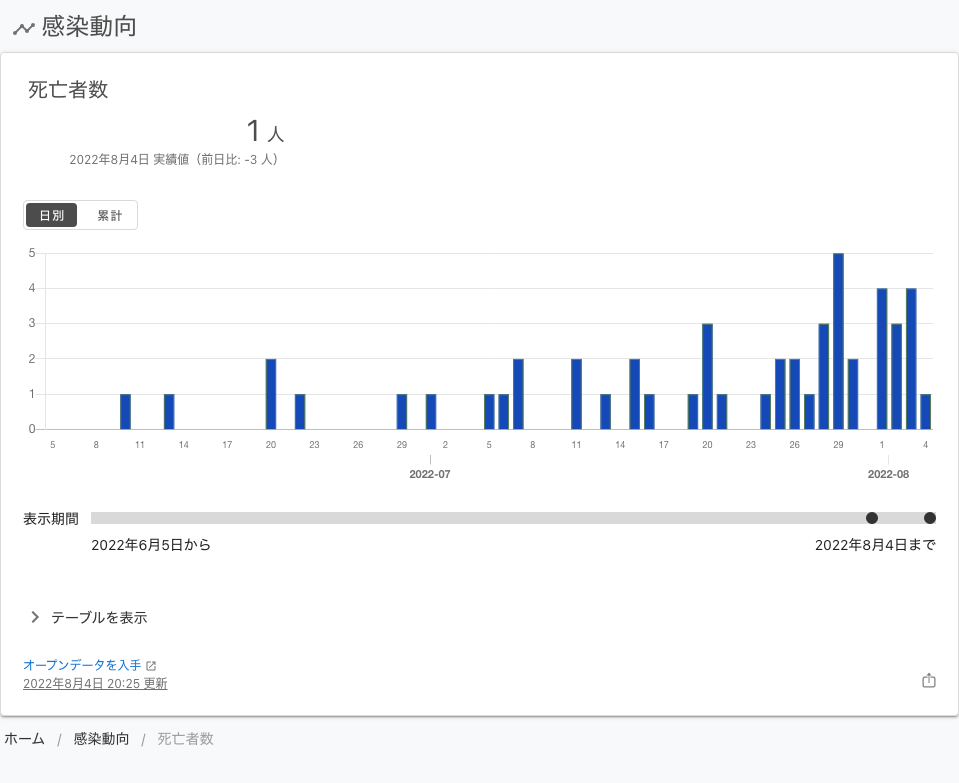 感染動向
死亡者数
1 人
2022年8月4日 実績値（前日比: -3 人）
日別 累計
5
4
3
2
1
0
5 8 11 14 17 20 23 26 29 2 5 8 11 14 17 20 23 26 29 1 4
2022-07 2022-08
表示期間
2022年6月5日から 2022年8月4日まで
テーブルを表示
オープンデータを入手
2022年8月4日 20:25 更新
ホーム / 感染動向 / 死亡者数